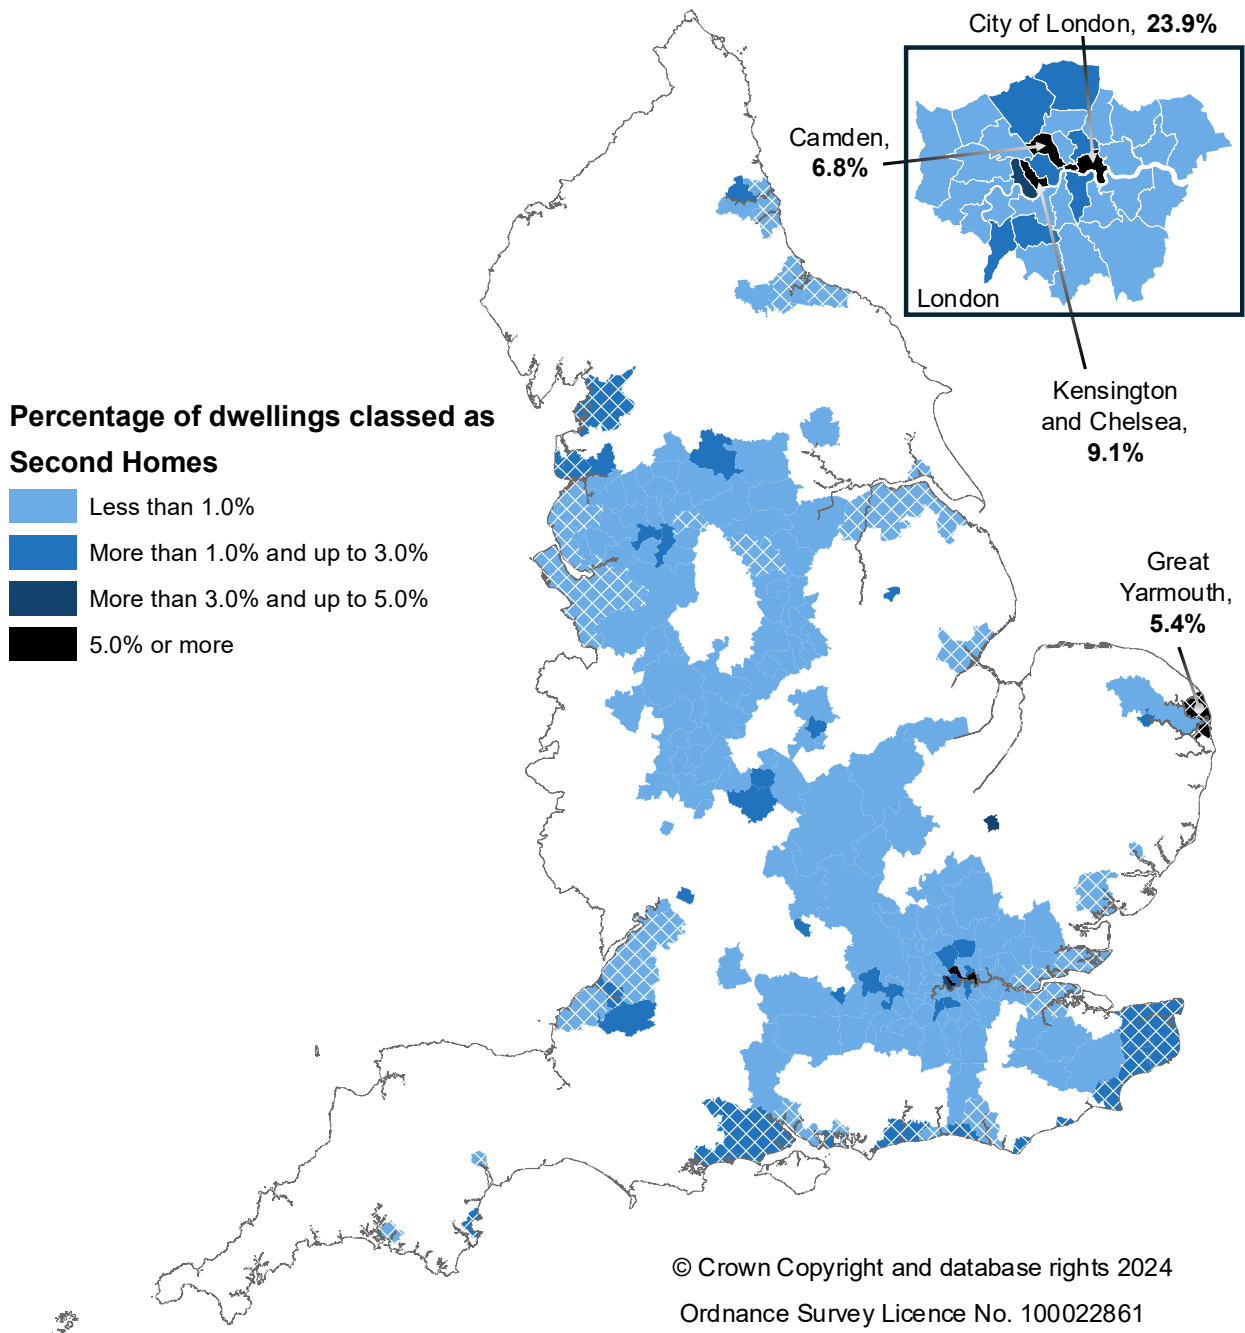 City of London, 23.9%
Camden,
6.8%
London
Kensington
and Chelsea,
9.1%
Percentage of dwellings classed as
Second Homes
Less than 1.0%
More than 1.0% and up to 3.0%
More than 3.0% and up to 5.0%
5.0% or more
Great
Yarmouth,
5.4%
© Crown Copyright and database rights 2024
Ordnance Survey Licence No. 100022861